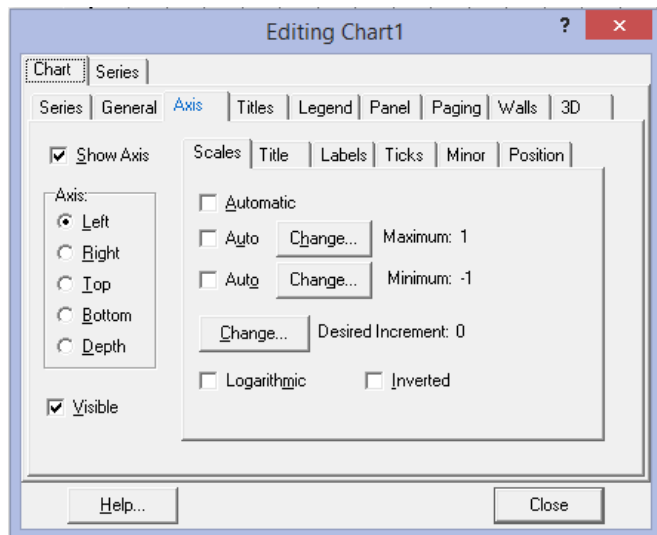 Editing Chart1 ? ×
Chart Series
Series General Axis Titles Legend Panel Paging Walls 3D
Show Axis
Scales Title Labels Ticks Minor Position
Axis:
Left
Right
Top
Bottom
Depth
Visible
Automatic
Auto Change... Maximum: 1
Auto Change... Minimum: -1
Change... Desired Increment: 0
Logarithmic Inverted
Help... Close